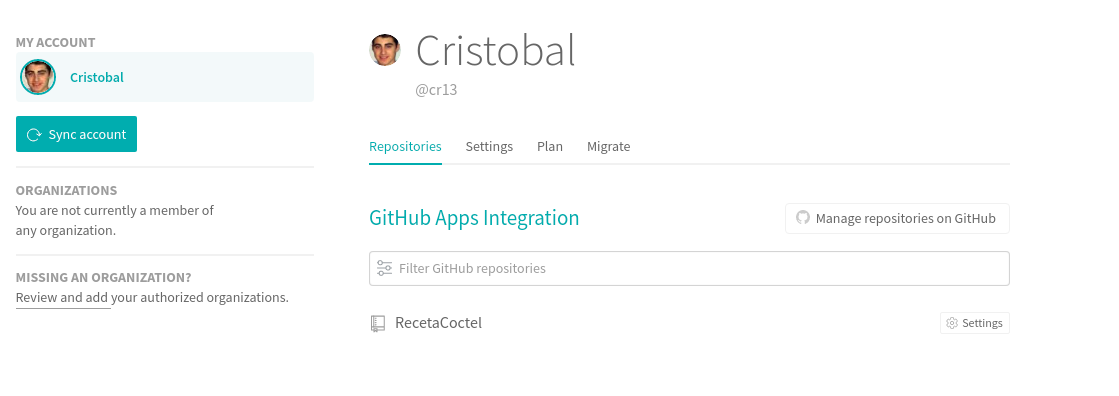 MY ACCOUNT
Cristobal
Sync account
ORGANIZATIONS
You are not currently a member of
any organization.
MISSING AN ORGANIZATION?
Review and add your authorized organizations.
Cristobal
@cr13
Repositories Settings Plan Migrate
GitHub Apps Integration
Manage repositories on GitHub
Filter GitHub repositories
RecetaCoctel
Settings